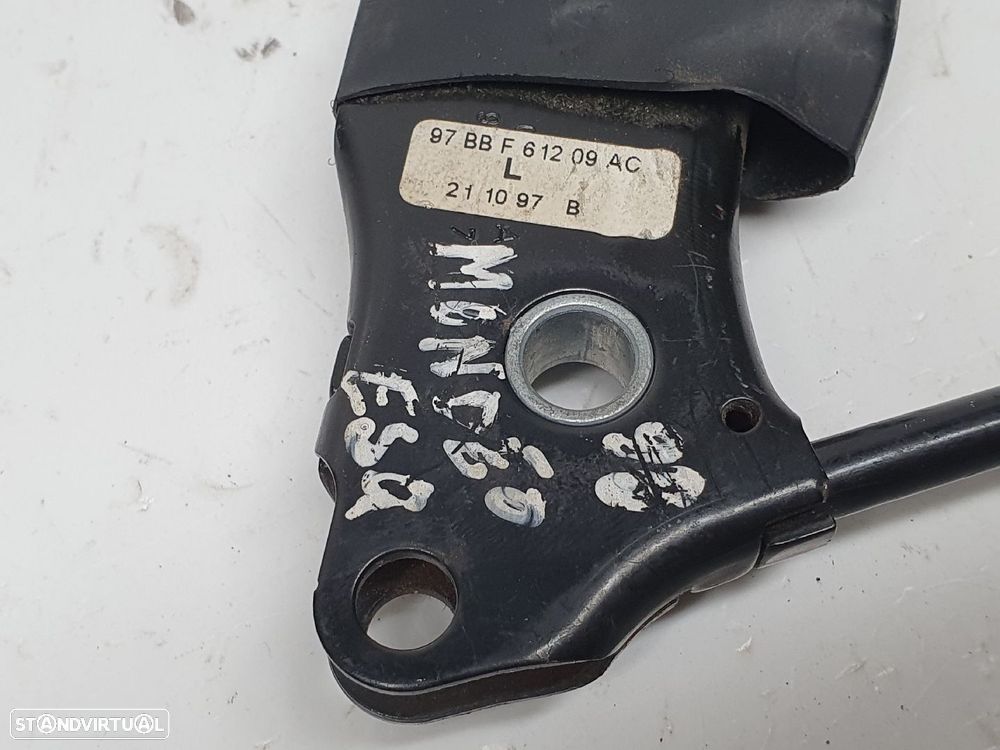 97 BB F 612 09 AC
L
21 10 97 B
MONDEO
ESQ
98
STANDVIRTUAL